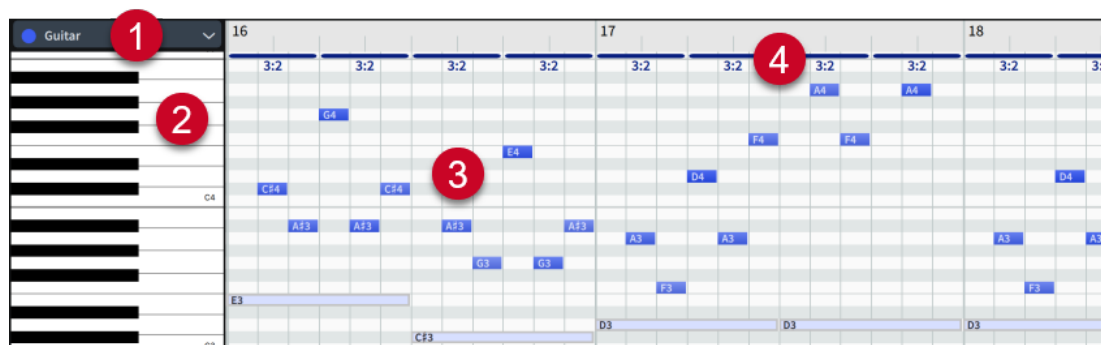 Guitar 1 16 17 18
3:2 3:2 3:2 3:2 3:2 3:2 4 3:2 3:2 3:2
A4 A4
2 G4
F4 F4
E4
3 D4 D4
C♯4 C♯4
C4
A♯3 A♯3 A♯3 A♯3
A3 A3 A3 A3
G3 G3
F3 F3
E3
D3 D3 D3
C♯3